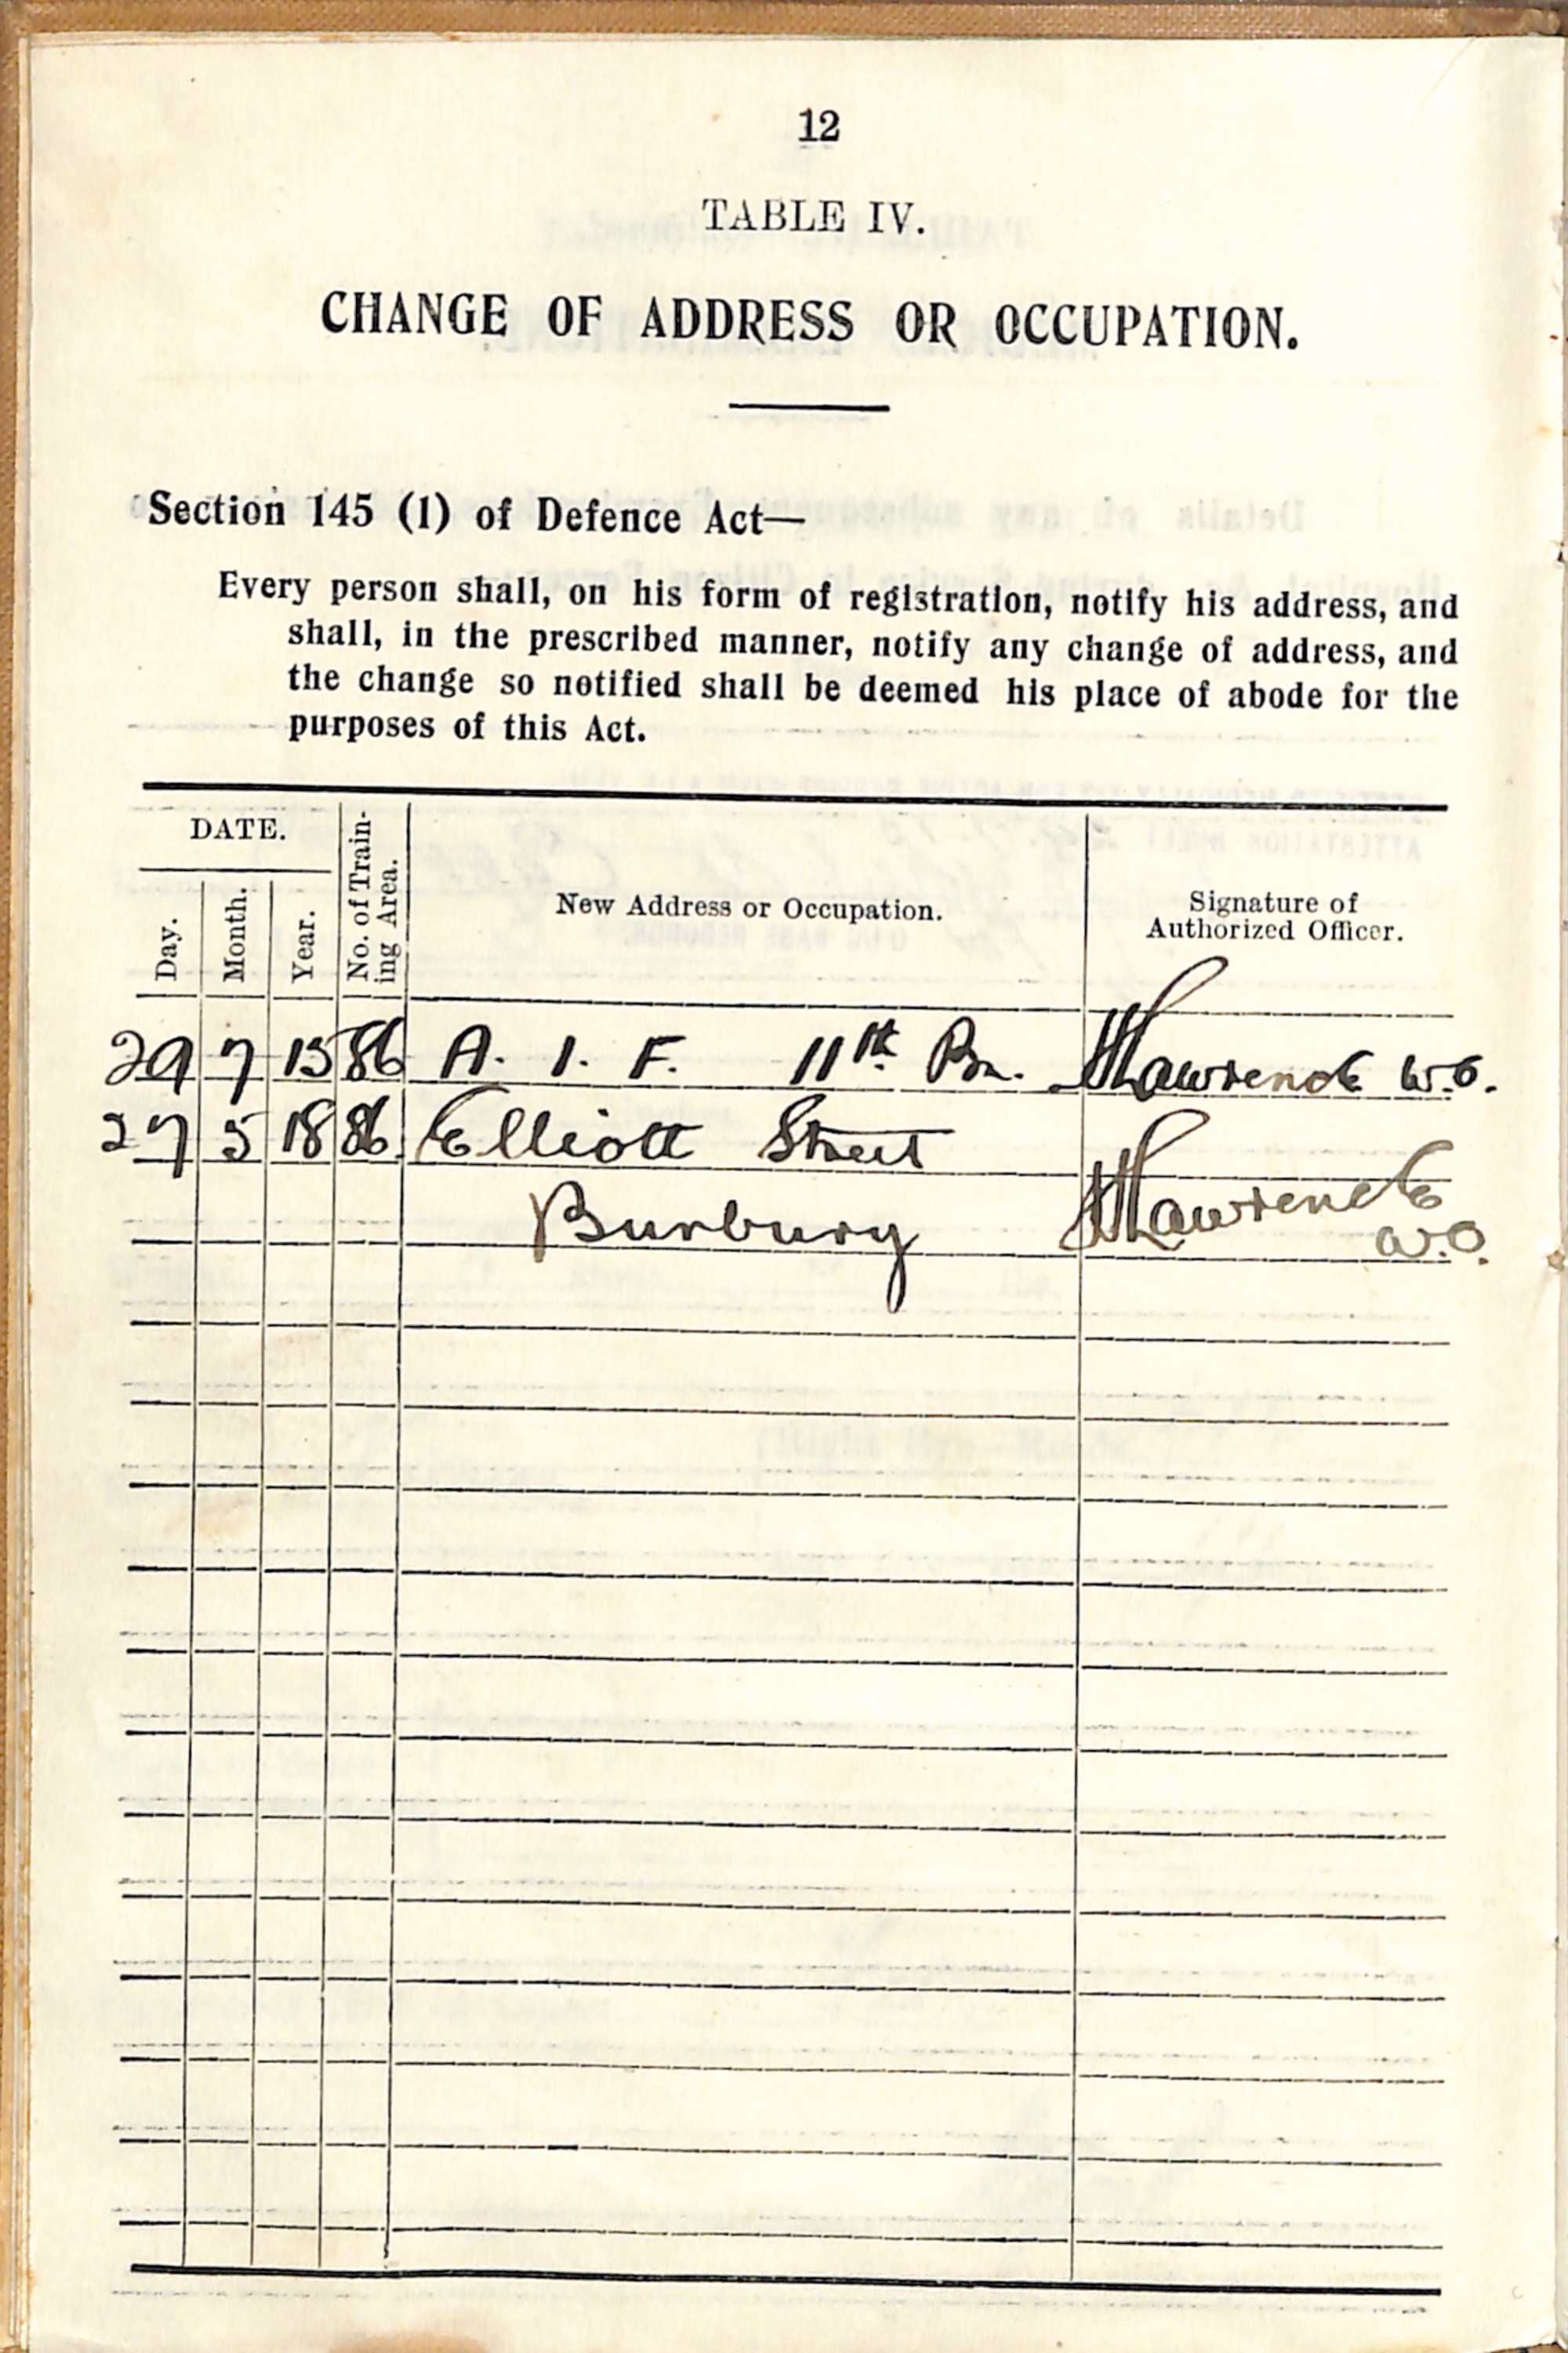 12
TABLE IV.
CHANGE OF ADDRESS OR OCCUPATION.
Section 145 (1) of Defence Act—
Every person shall, on his form of registration, notify his address, and
shall, in the prescribed manner, notify any change of address, and
the change so notified shall be deemed his place of abode for the
purposes of this Act.
DATE.
Day.
Month.
Year.
No. of Train-
ing Area.
New Address or Occupation.
Signature of
Authorized Officer.
29 7 15 86 A. I. F. 11th Bn. Lawrence W.O.
27 5 18 86 Elliott Street
Bunbury Lawrence
W.O.